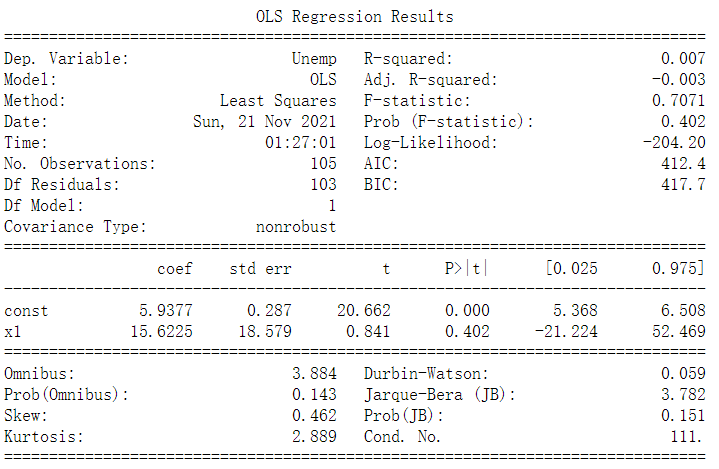 OLS Regression Results
==============================================================================
Dep. Variable: Unemp R-squared: 0.007
Model: OLS Adj. R-squared: -0.003
Method: Least Squares F-statistic: 0.7071
Date: Sun, 21 Nov 2021 Prob (F-statistic): 0.402
Time: 01:27:01 Log-Likelihood: -204.20
No. Observations: 105 AIC: 412.4
Df Residuals: 103 BIC: 417.7
Df Model: 1
Covariance Type: nonrobust
==============================================================================
coef std err t P>|t| [0.025 0.975]
------------------------------------------------------------------------------
const 5.9377 0.287 20.662 0.000 5.368 6.508
x1 15.6225 18.579 0.841 0.402 -21.224 52.469
==============================================================================
Omnibus: 3.884 Durbin-Watson: 0.059
Prob(Omnibus): 0.143 Jarque-Bera (JB): 3.782
Skew: 0.462 Prob(JB): 0.151
Kurtosis: 2.889 Cond. No. 111.
==============================================================================